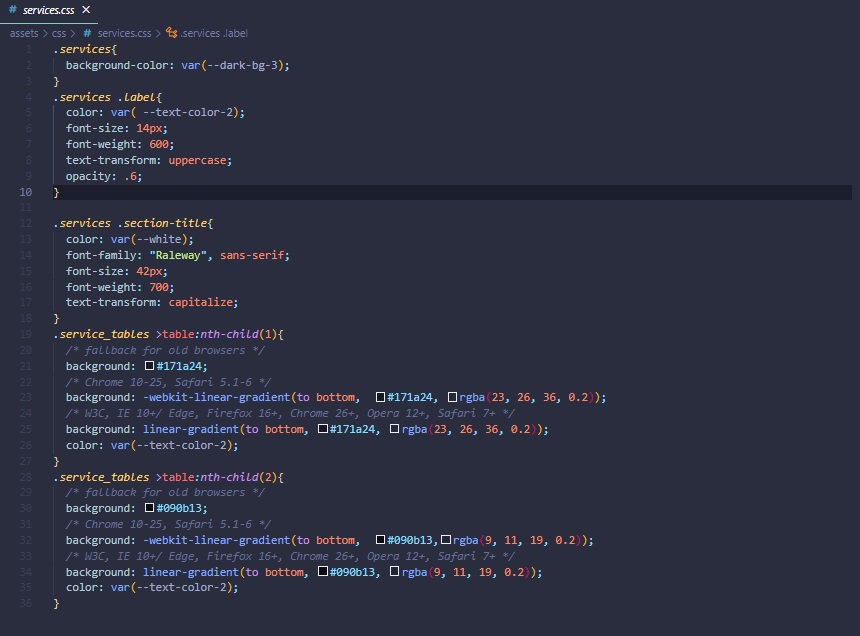 # services.css ×
assets > css > # services.css > .services .label
1 .services{
2 background-color: var(--dark-bg-3);
3 }
4 .services .label{
5 color: var( --text-color-2);
6 font-size: 14px;
7 font-weight: 600;
8 text-transform: uppercase;
9 opacity: .6;
10 }
11
12 .services .section-title{
13 color: var(--white);
14 font-family: "Raleway", sans-serif;
15 font-size: 42px;
16 font-weight: 700;
17 text-transform: capitalize;
18 }
19 .service_tables >table:nth-child(1){
20 /* fallback for old browsers */
21 background: #171a24;
22 /* Chrome 10-25, Safari 5.1-6 */
23 background: -webkit-linear-gradient(to bottom, #171a24, rgba(23, 26, 36, 0.2));
24 /* W3C, IE 10+/ Edge, Firefox 16+, Chrome 26+, Opera 12+, Safari 7+ */
25 background: linear-gradient(to bottom, #171a24, rgba(23, 26, 36, 0.2));
26 color: var(--text-color-2);
27 }
28 .service_tables >table:nth-child(2){
29 /* fallback for old browsers */
30 background: #090b13;
31 /* Chrome 10-25, Safari 5.1-6 */
32 background: -webkit-linear-gradient(to bottom, #090b13,rgba(9, 11, 19, 0.2));
33 /* W3C, IE 10+/ Edge, Firefox 16+, Chrome 26+, Opera 12+, Safari 7+ */
34 background: linear-gradient(to bottom, #090b13, rgba(9, 11, 19, 0.2));
35 color: var(--text-color-2);
36 }